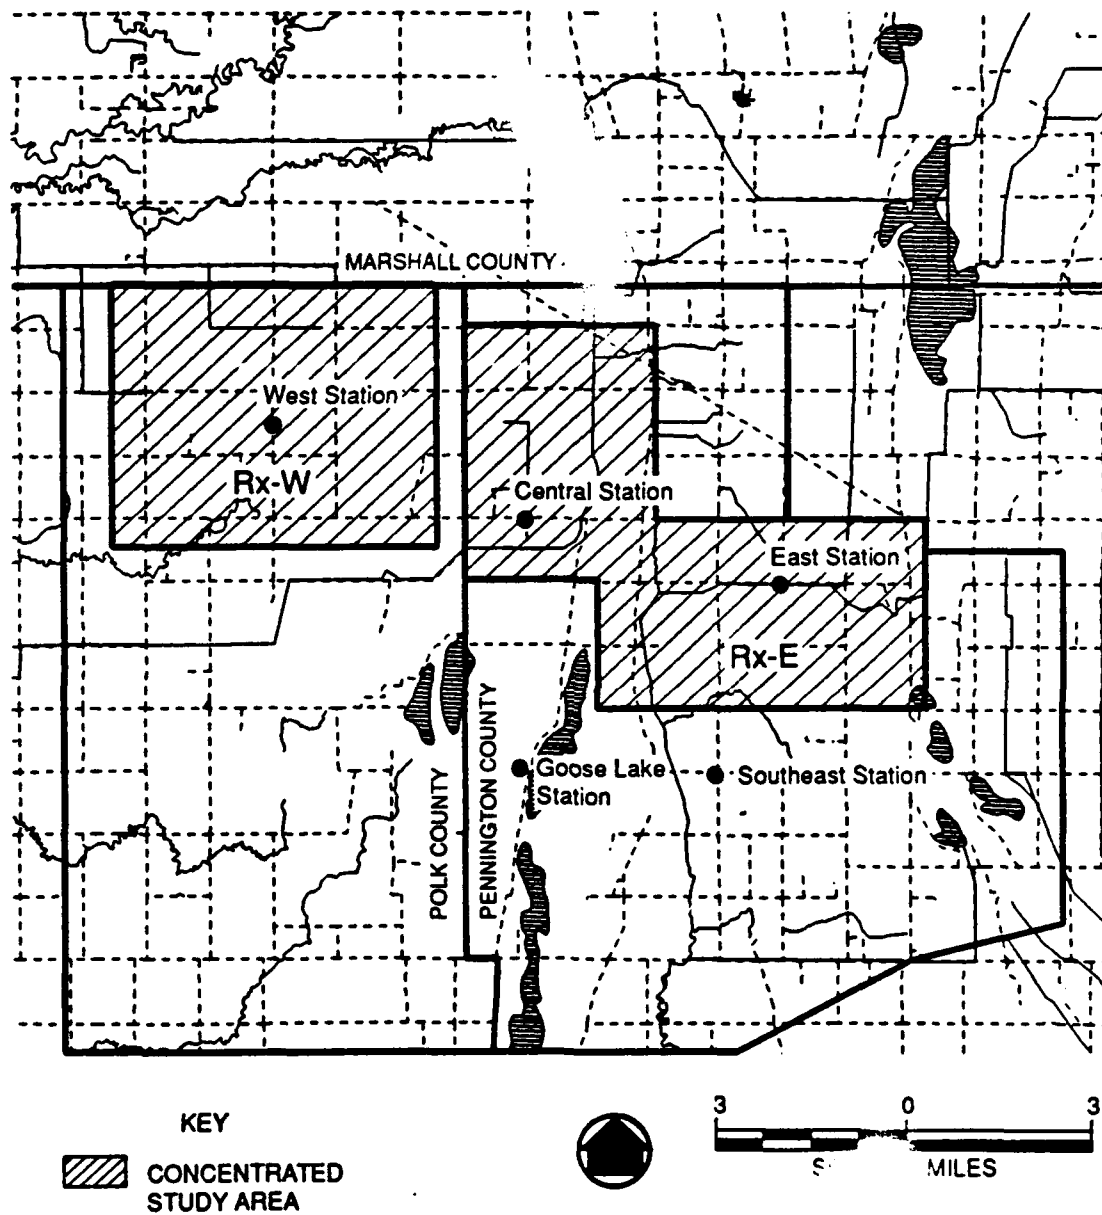 MARSHALL COUNTY
West Station
Rx-W
Central Station
East Station
Rx-E
POLK COUNTY
PENNINGTON COUNTY
Goose Lake
Station
Southeast Station
KEY
CONCENTRATED
STUDY AREA
3 0 3
MILES